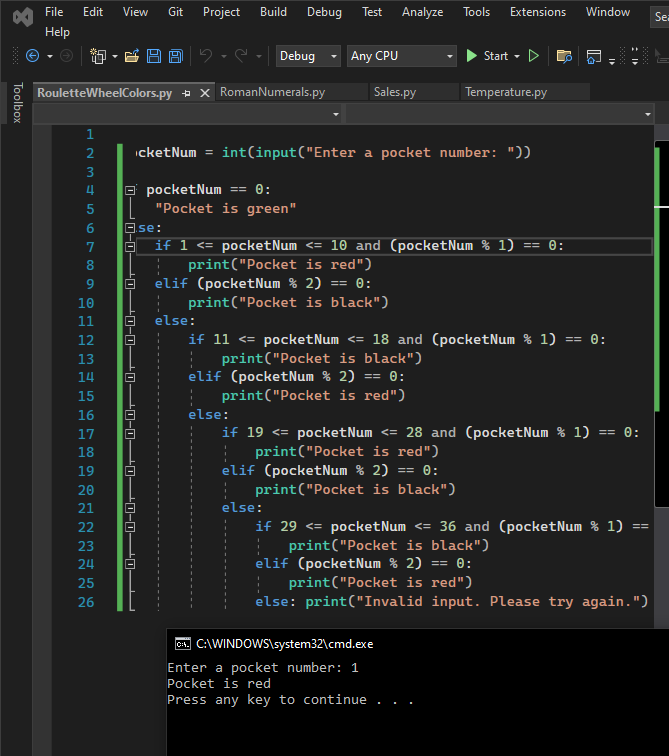 File Edit View Git Project Build Debug Test Analyze Tools Extensions Window
Help
Debug Any CPU Start
Toolbox
RouletteWheelColors.py RomanNumerals.py Sales.py Temperature.py
1
2 ocketNum = int(input("Enter a pocket number: "))
3
4 pocketNum == 0:
5 "Pocket is green"
6 se:
7 if 1 <= pocketNum <= 10 and (pocketNum % 1) == 0:
8 print("Pocket is red")
9 elif (pocketNum % 2) == 0:
10 print("Pocket is black")
11 else:
12 if 11 <= pocketNum <= 18 and (pocketNum % 1) == 0:
13 print("Pocket is black")
14 elif (pocketNum % 2) == 0:
15 print("Pocket is red")
16 else:
17 if 19 <= pocketNum <= 28 and (pocketNum % 1) == 0:
18 print("Pocket is red")
19 elif (pocketNum % 2) == 0:
20 print("Pocket is black")
21 else:
22 if 29 <= pocketNum <= 36 and (pocketNum % 1) ==
23 print("Pocket is black")
24 elif (pocketNum % 2) == 0:
25 print("Pocket is red")
26 else: print("Invalid input. Please try again.")
C:\WINDOWS\system32\cmd.exe
Enter a pocket number: 1
Pocket is red
Press any key to continue . . .